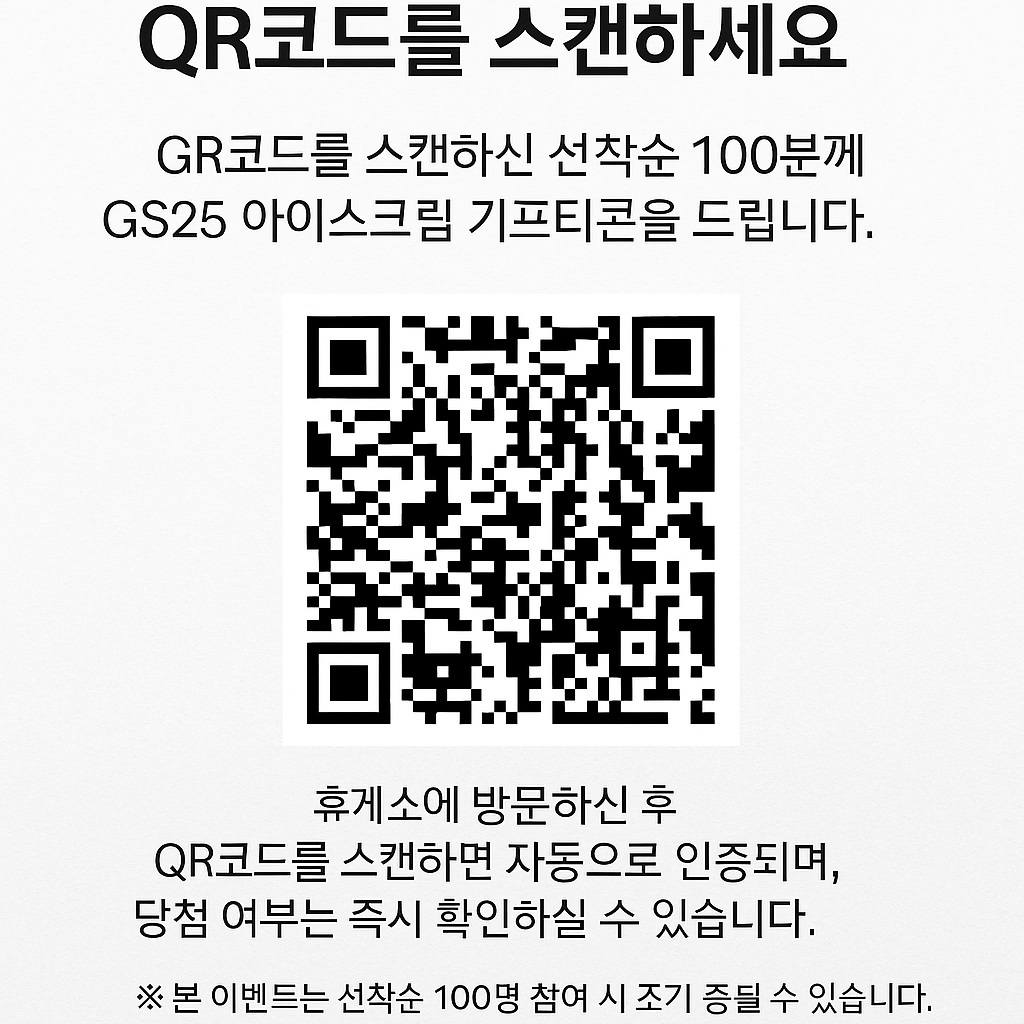 QR코드를 스캔하세요
GR코드를 스캔하신 선착순 100분께
GS25 아이스크림 기프티콘을 드립니다.
휴게소에 방문하신 후
QR코드를 스캔하면 자동으로 인증되며,
당첨 여부는 즉시 확인하실 수 있습니다.
※ 본 이벤트는 선착순 100명 참여 시 조기 증될 수 있습니다.